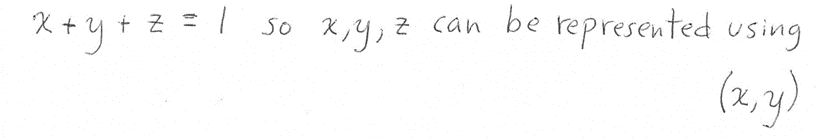 x + y + z = 1 so x, y, z can be represented using
(x, y)